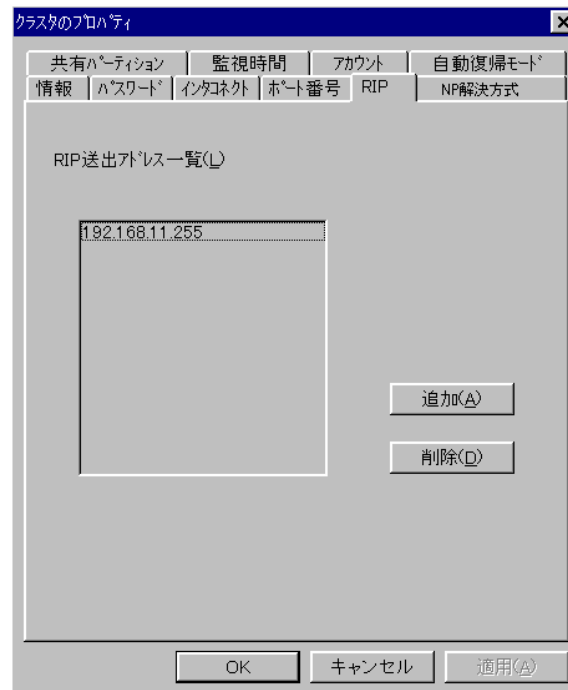 クラスタのプロパティ
共有パーティション 監視時間 アカウント 自動復帰モード
情報 パスワード インタコネクト ポート番号 RIP NP解決方式
RIP送出アドレス一覧(L)
192.168.11.255
追加(A)
削除(D)
OK キャンセル 適用(A)